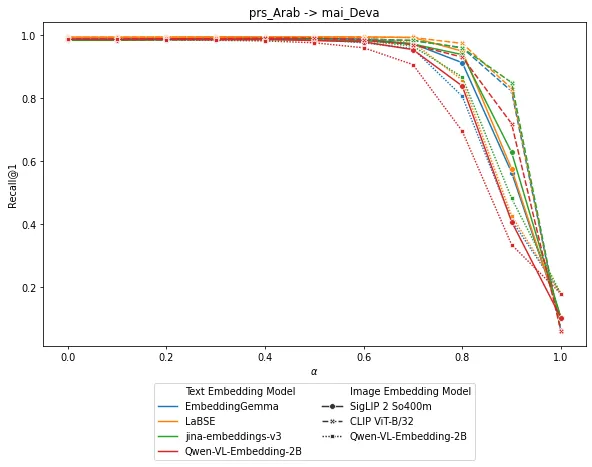 prs_Arab -> mai_Deva
Recall@1
1.0
0.8
0.6
0.4
0.2
0.0 0.2 0.4 0.6 0.8 1.0
α
Text Embedding Model
EmbeddingGemma
LaBSE
jina-embeddings-v3
Qwen-VL-Embedding-2B
Image Embedding Model
SigLIP 2 So400m
CLIP ViT-B/32
Qwen-VL-Embedding-2B